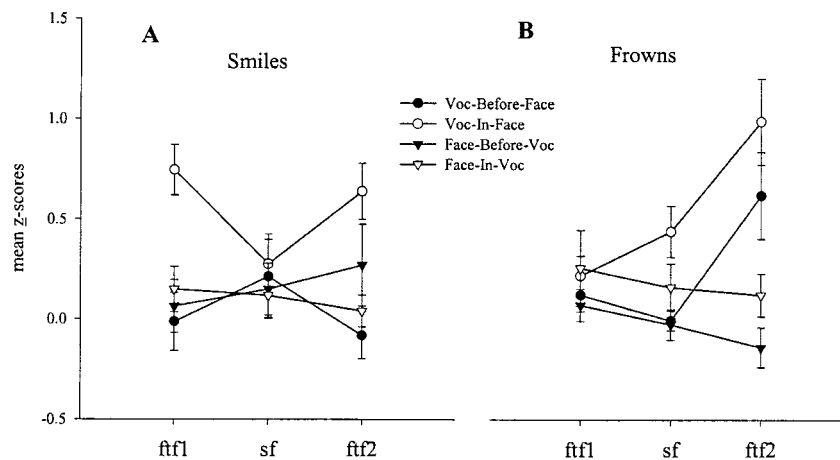 1.5
1.0
0.5
0.0
-0.5
mean z-scores
A
Smiles
B
Frowns
Voc-Before-Face
Voc-In-Face
Face-Before-Voc
Face-In-Voc
ftf1 sf ftf2
ftf1 sf ftf2